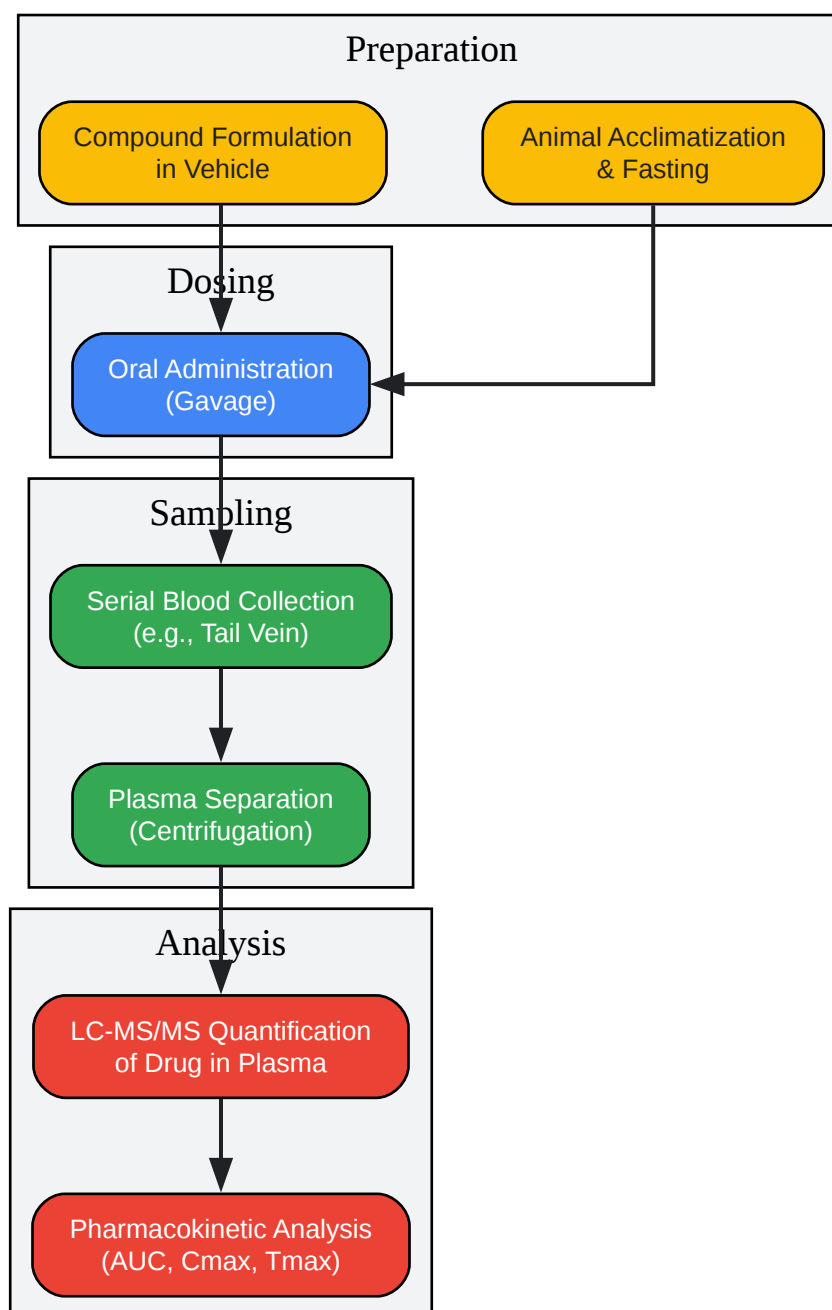 Preparation
Compound Formulation
in Vehicle
Animal Acclimatization
& Fasting
Dosing
Oral Administration
(Gavage)
Sampling
Serial Blood Collection
(e.g., Tail Vein)
Plasma Separation
(Centrifugation)
Analysis
LC-MS/MS Quantification
of Drug in Plasma
Pharmacokinetic Analysis
(AUC, Cmax, Tmax)